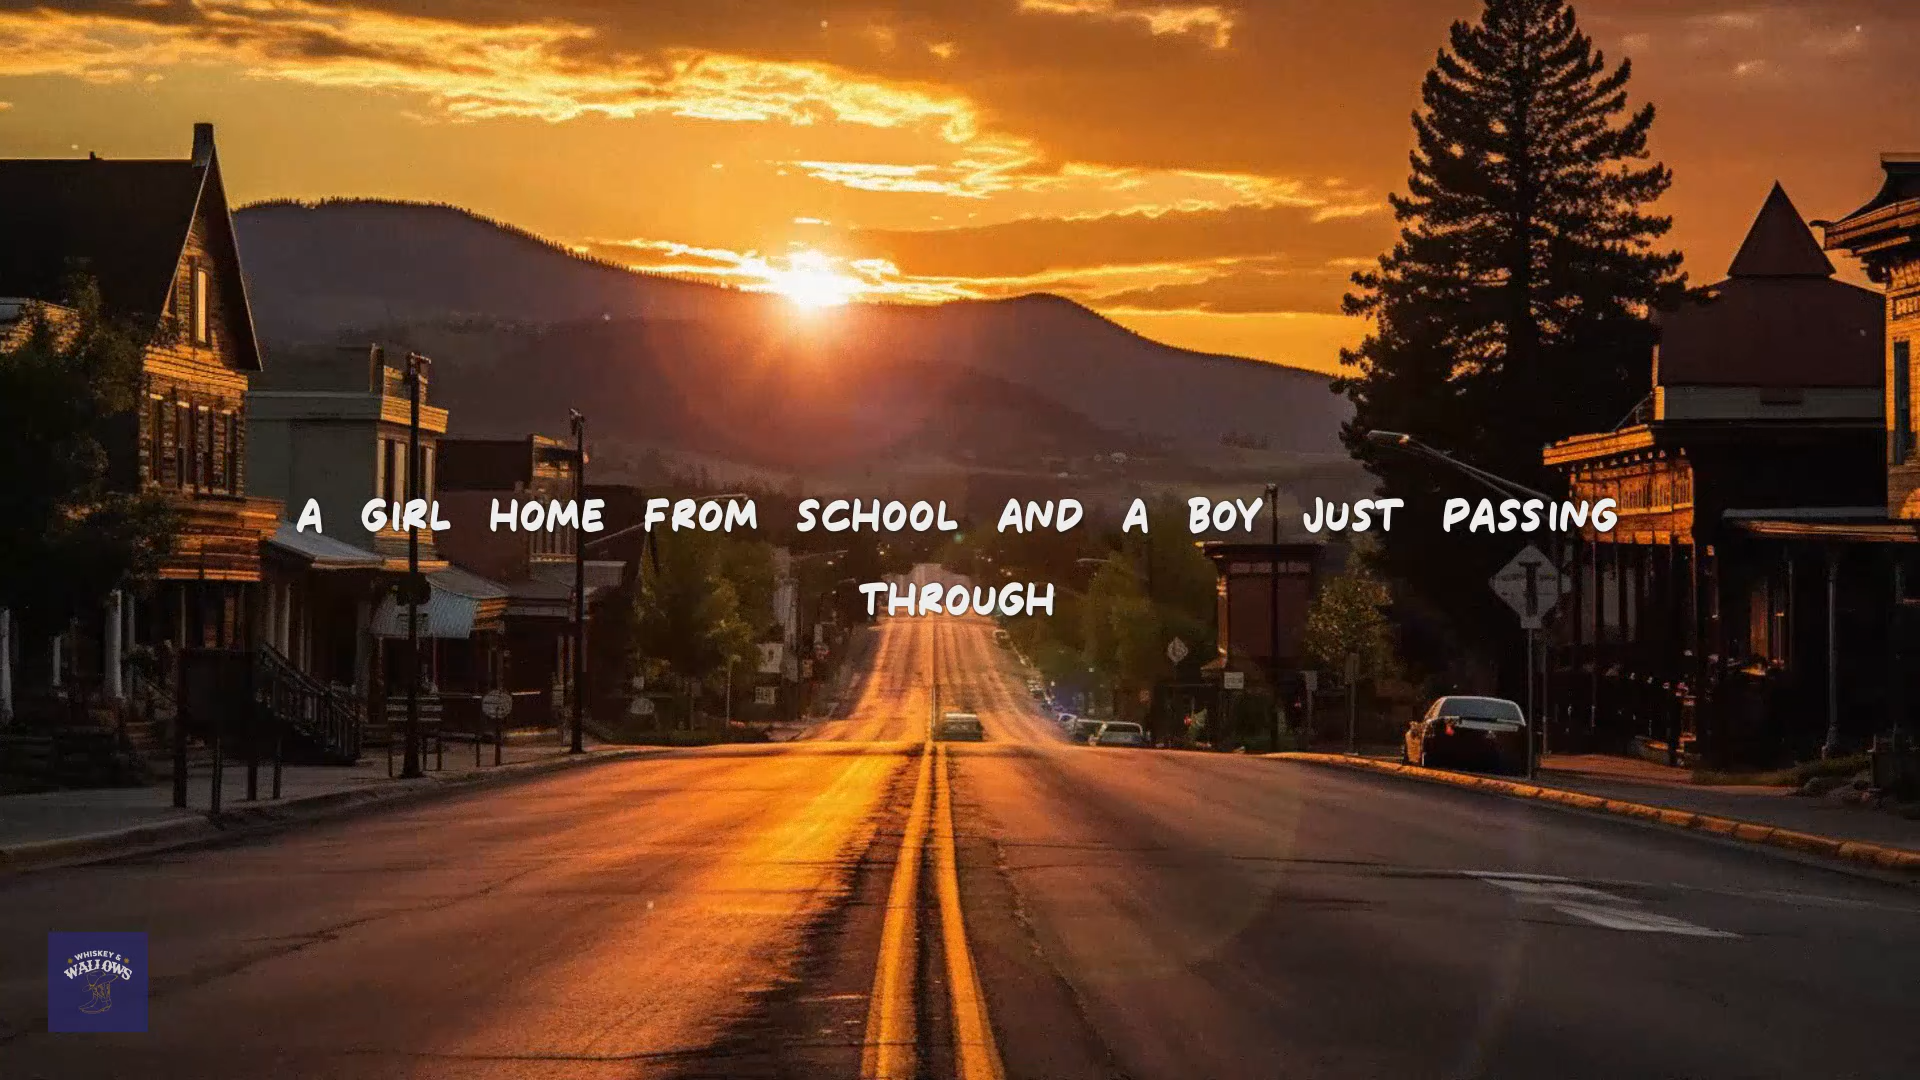 A GIRL HOME FROM SCHOOL AND A BOY JUST PASSING
THROUGH
WHISKEY &
WALLOWS